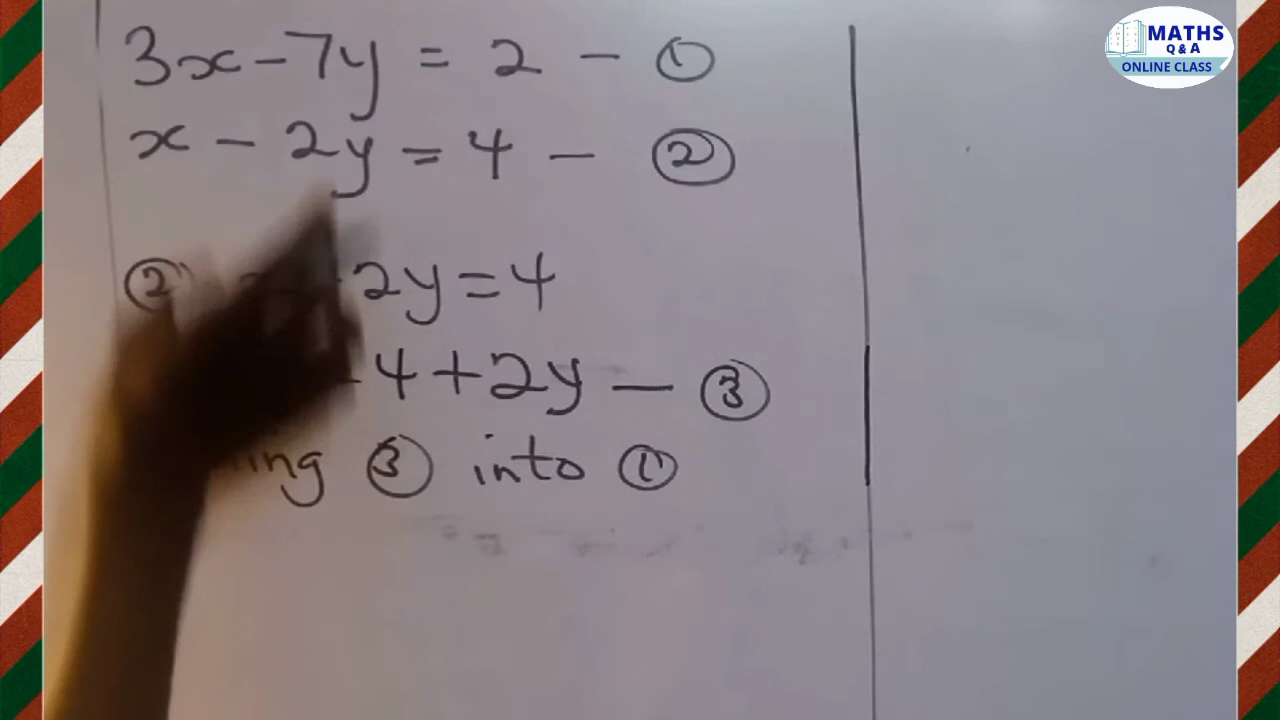 3x - 7y = 2 - ①
x - 2y = 4 - ②
② 2y = 4
4 + 2y - ③
③ into ①
MATHS
Q & A
ONLINE CLASS